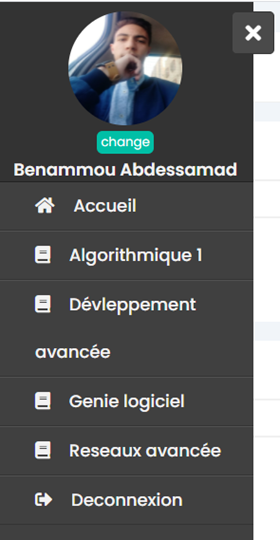 change
Benammou Abdessamad
Accueil
Algorithmique 1
Dévleppement
avancée
Genie logiciel
Reseaux avancée
Deconnexion